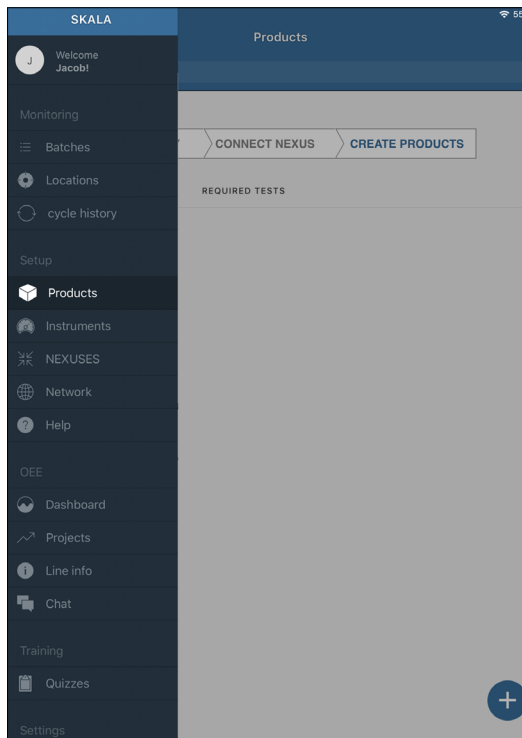 SKALA
55
Products
J
Welcome
Jacob!
Monitoring
Batches
Locations
cycle history
CONNECT NEXUS
CREATE PRODUCTS
REQUIRED TESTS
Setup
Products
Instruments
NEXUSES
Network
? Help
OEE
Dashboard
Projects
i Line info
Chat
Training
Quizzes
+
Settings